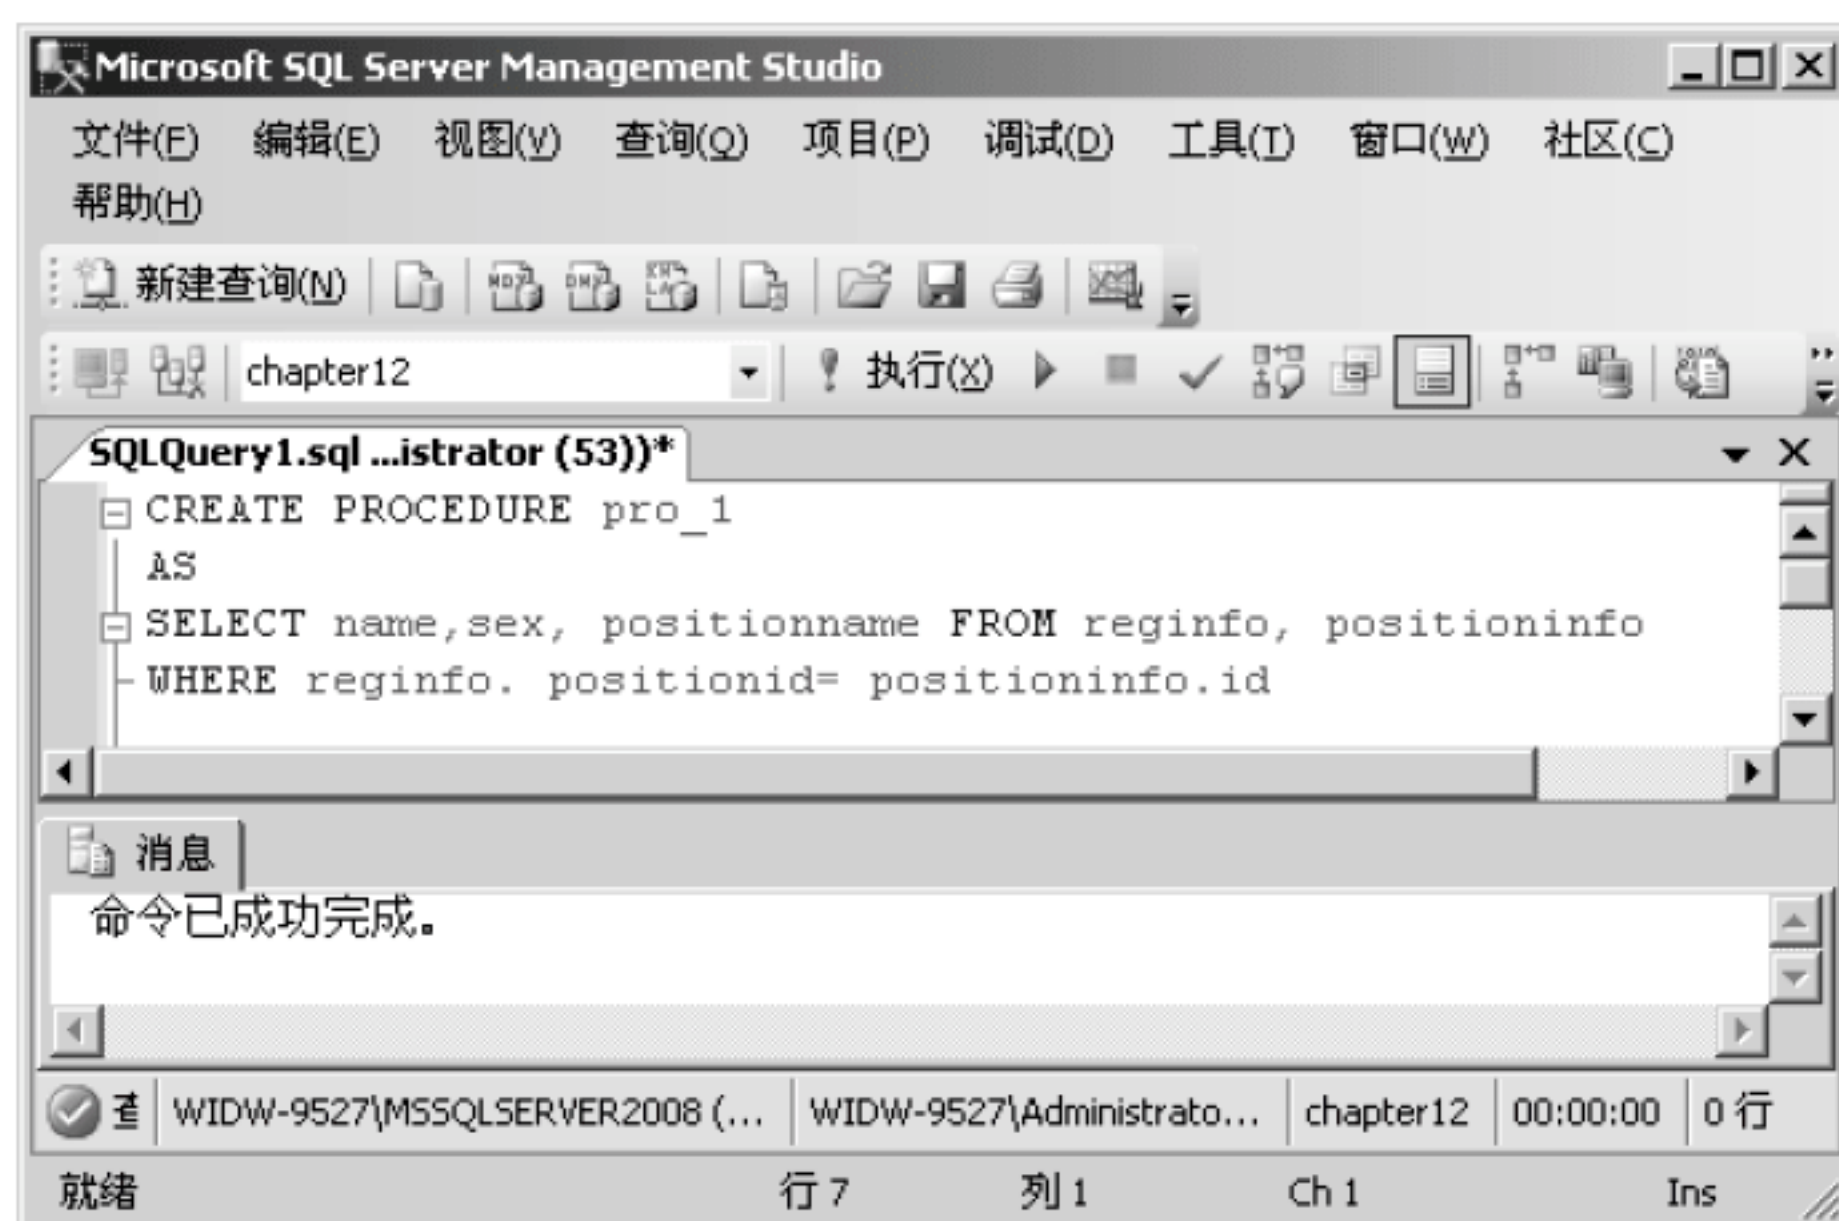 Microsoft SQL Server Management Studio
文件(F) 编辑(E) 视图(V) 查询(Q) 项目(P) 调试(D) 工具(T) 窗口(W) 社区(C)
帮助(H)
新建查询(N)
chapter12 执行(X)
SQLQuery1.sql ...istrator (53))*
CREATE PROCEDURE pro_1
AS
SELECT name,sex, positionname FROM reginfo, positioninfo
WHERE reginfo. positionid= positioninfo.id
消息
命令已成功完成。
WIDW-9527\MSSQLSERVER2008 (... WIDW-9527\Administrato... chapter12 00:00:00 0 行
就绪 行 7 列 1 Ch 1 Ins